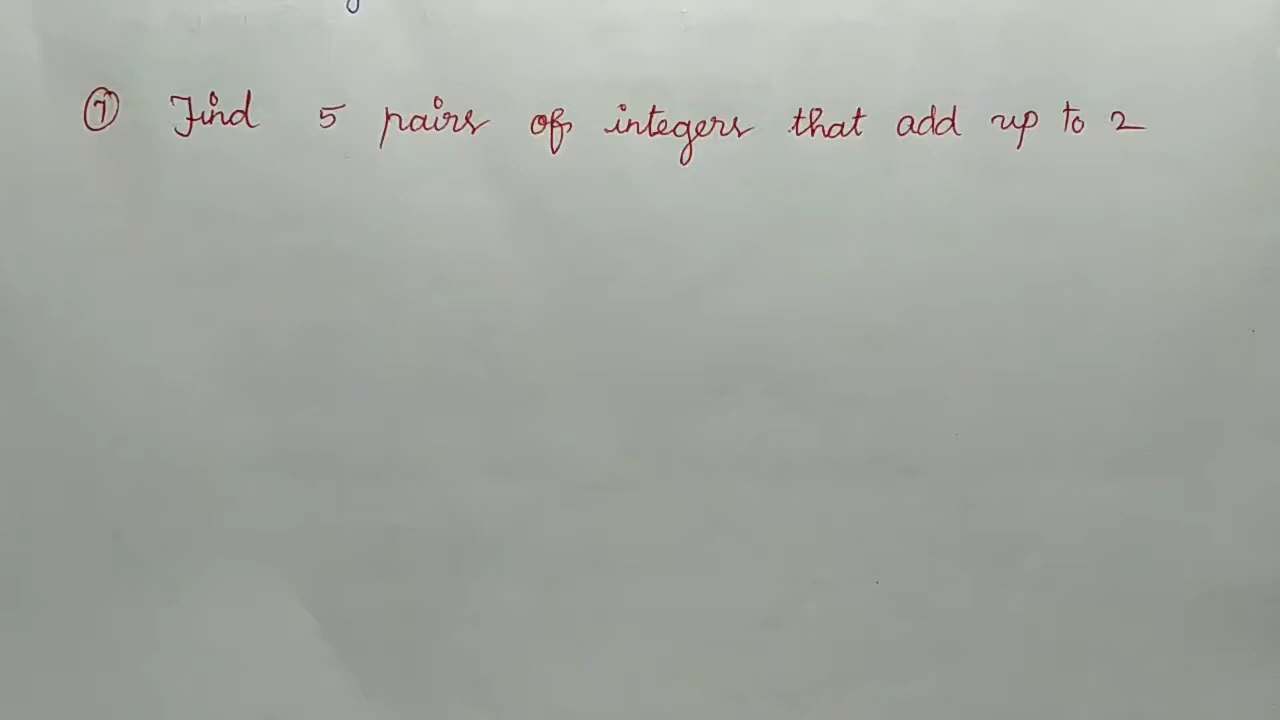 ⑦ Find 5 pairs of integers that add up to 2